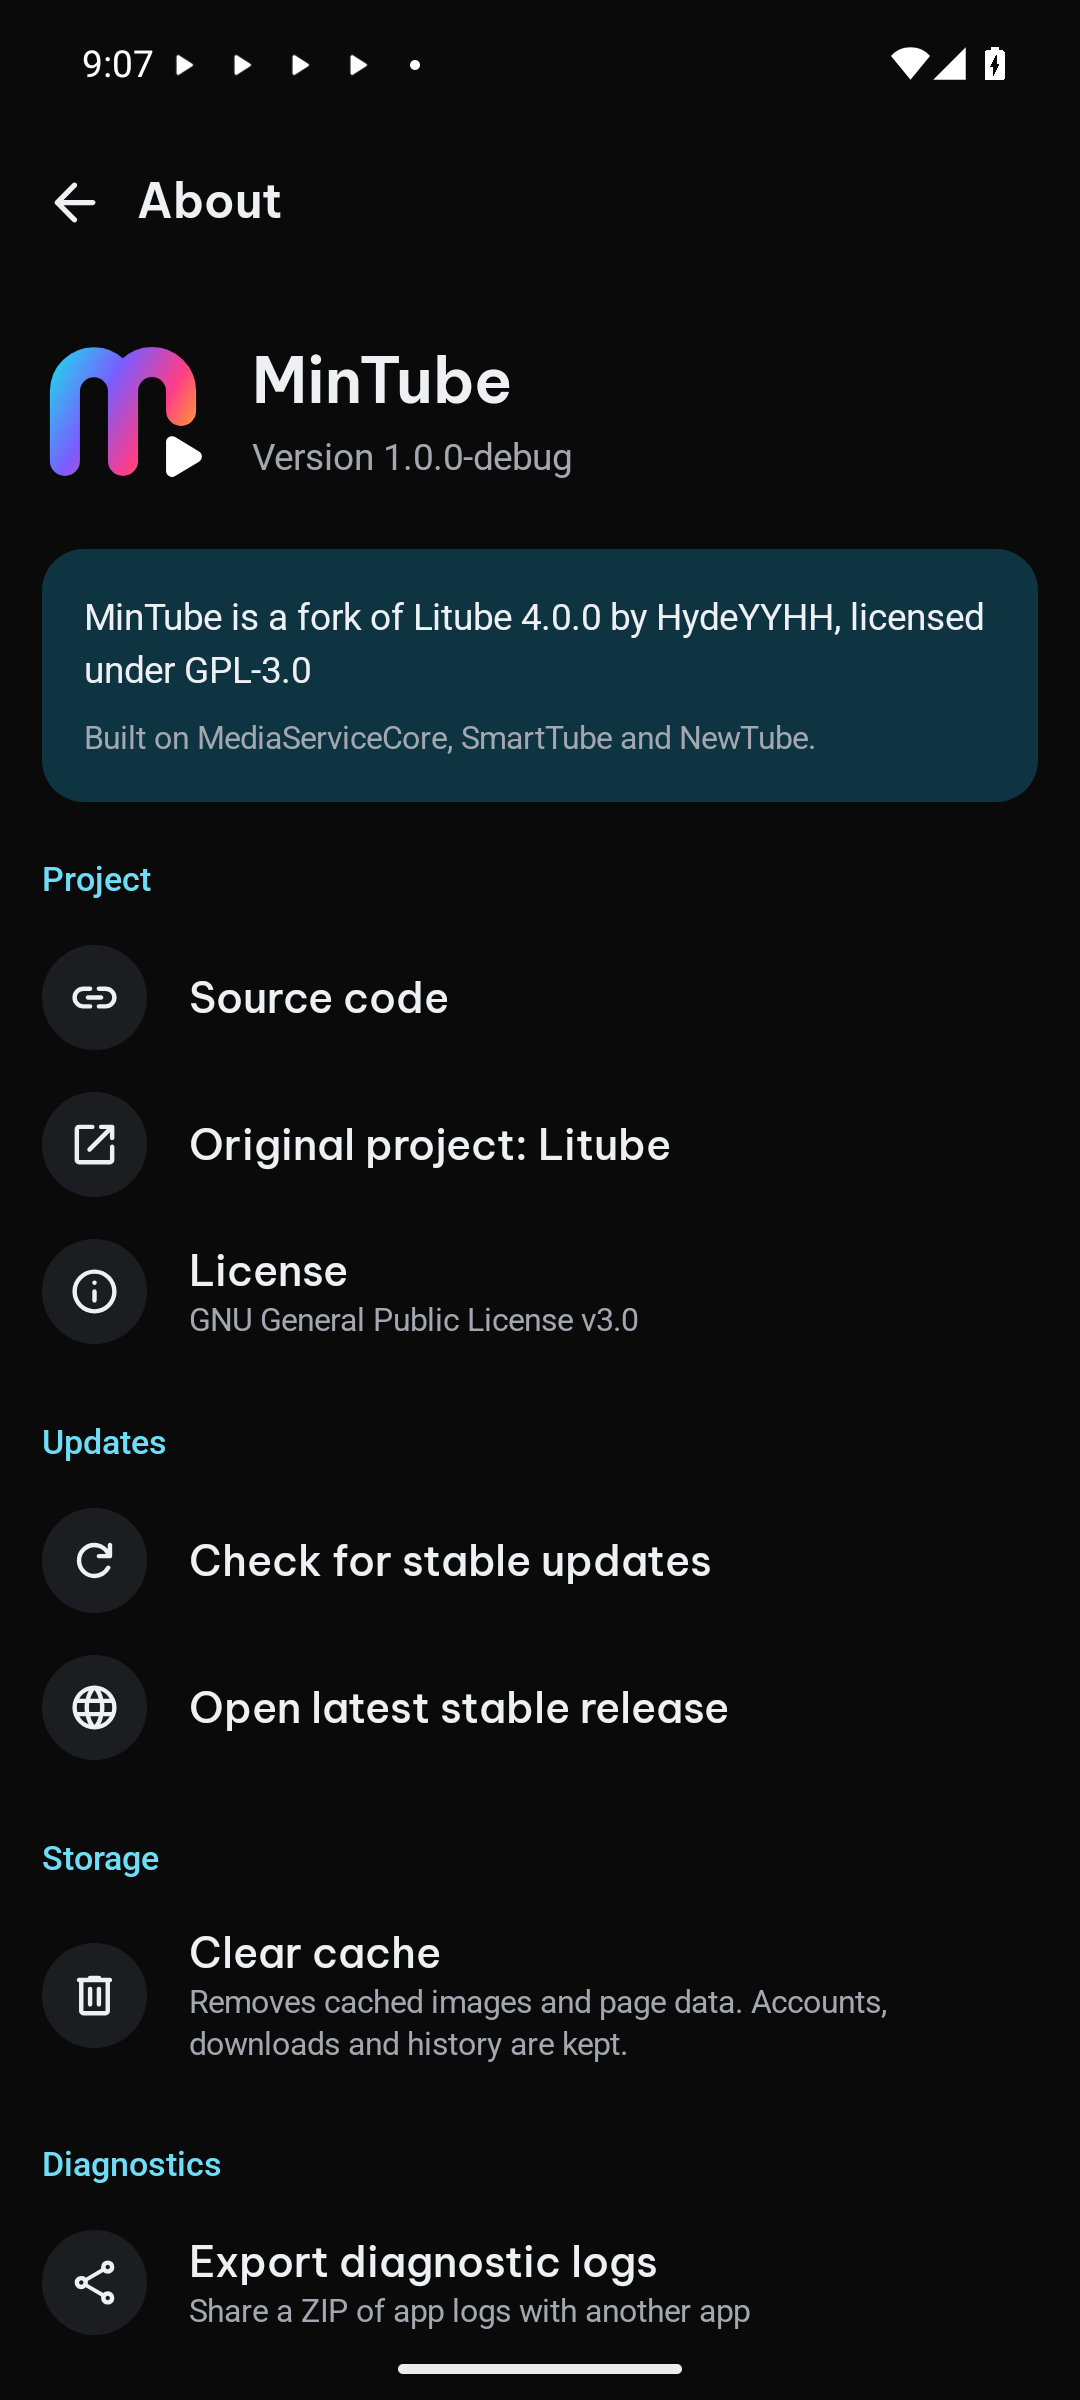 9:07
About
MinTube
Version 1.0.0-debug
MinTube is a fork of Litube 4.0.0 by HydeYYHH, licensed
under GPL-3.0
Built on MediaServiceCore, SmartTube and NewTube.
Project
Source code
Original project: Litube
License
GNU General Public License v3.0
Updates
Check for stable updates
Open latest stable release
Storage
Clear cache
Removes cached images and page data. Accounts,
downloads and history are kept.
Diagnostics
Export diagnostic logs
Share a ZIP of app logs with another app